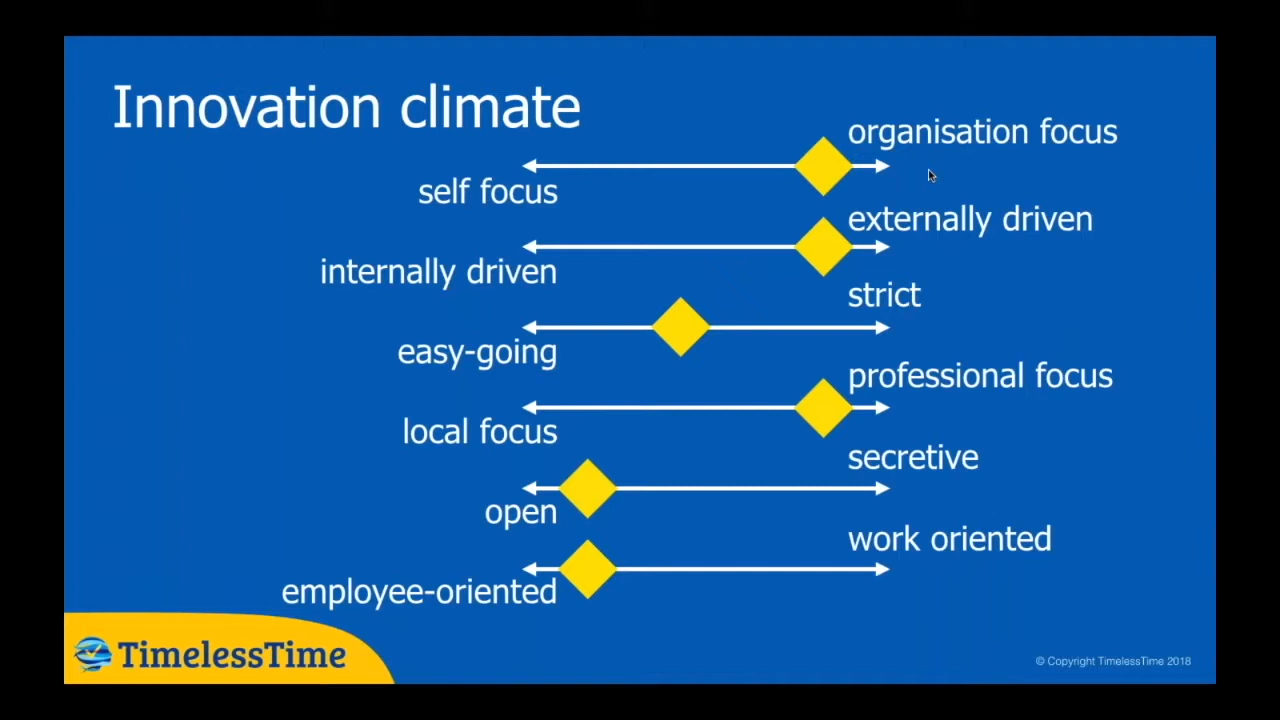 Innovation climate
organisation focus
self focus
externally driven
internally driven
strict
easy-going
professional focus
local focus
secretive
open
work oriented
employee-oriented
TimelessTime
© Copyright TimelessTime 2018